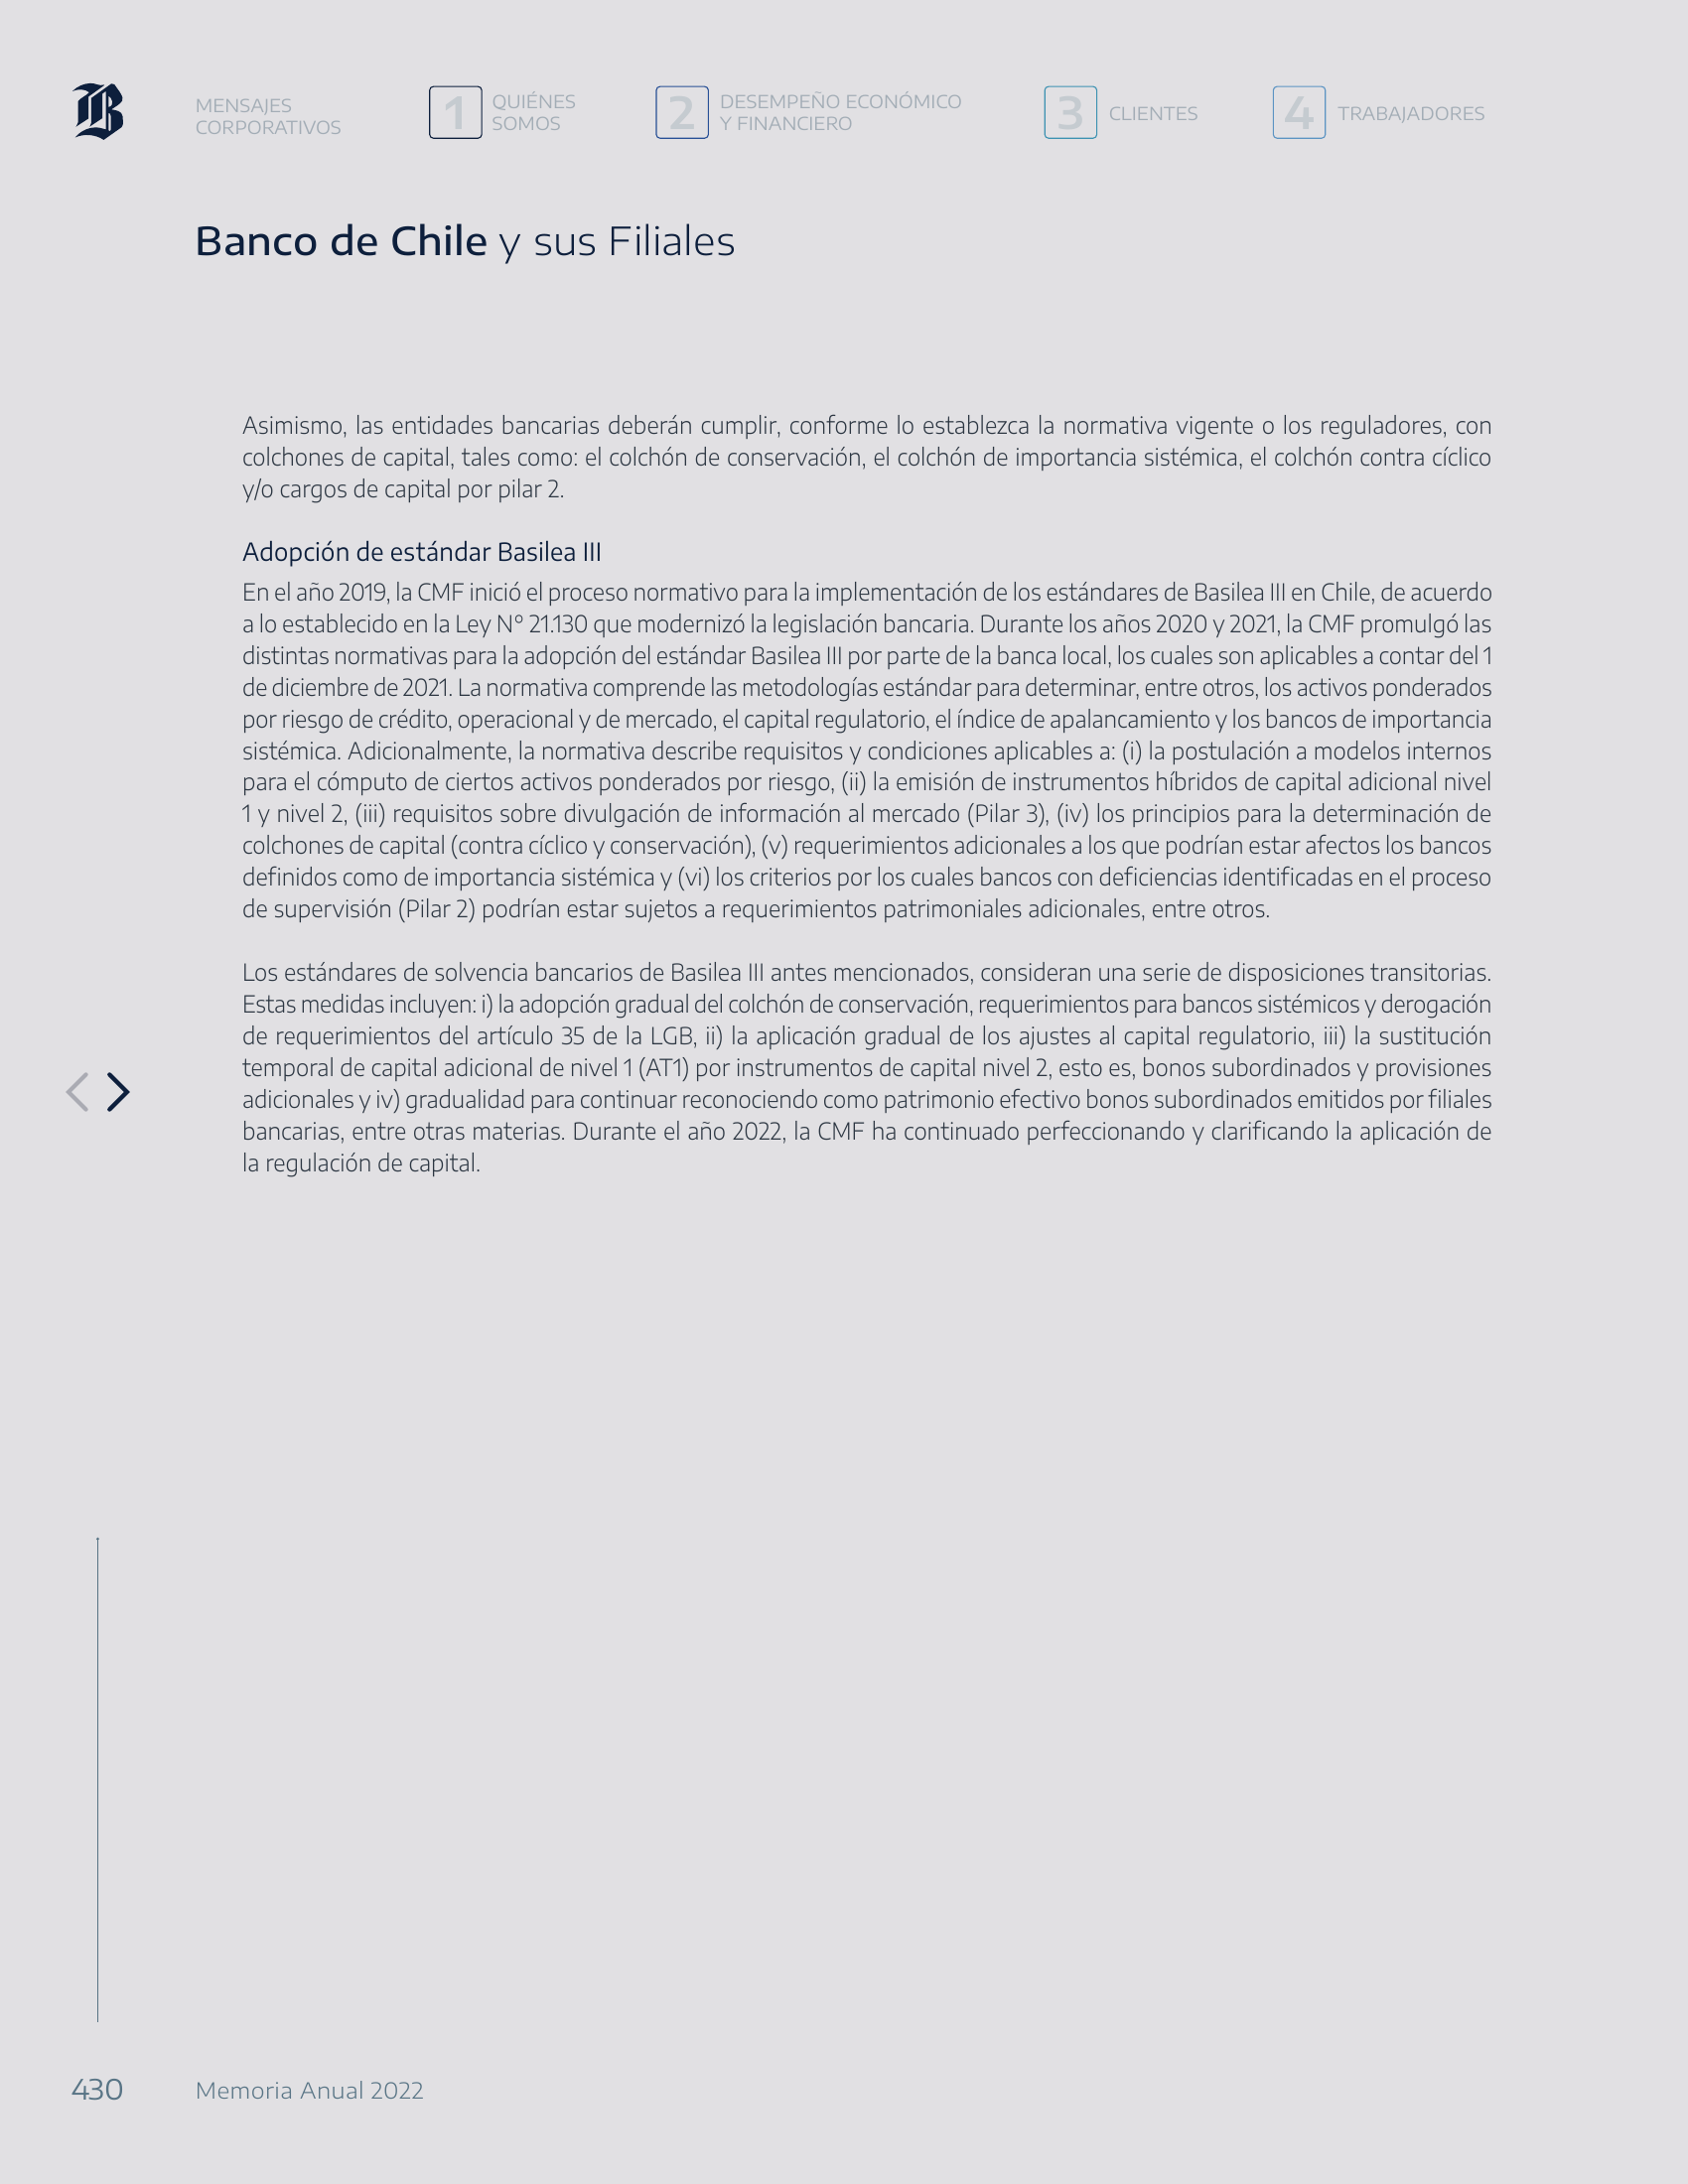 B
MENSAJES
CORPORATIVOS
1
QUIÉNES
SOMOS
2
DESEMPEÑO ECONÓMICO
Y FINANCIERO
3
CLIENTES
4
TRABAJADORES
Banco de Chile y sus Filiales
Asimismo, las entidades bancarias deberán cumplir, conforme lo establezca la normativa vigente o los reguladores, con
colchones de capital, tales como: el colchón de conservación, el colchón de importancia sistémica, el colchón contra cíclico
y/o cargos de capital por pilar 2.
Adopción de estándar Basilea III
En el año 2019, la CMF inició el proceso normativo para la implementación de los estándares de Basilea III en Chile, de acuerdo
a lo establecido en la Ley N° 21.130 que modernizó la legislación bancaria. Durante los años 2020 y 2021, la CMF promulgó las
distintas normativas para la adopción del estándar Basilea III por parte de la banca local, los cuales son aplicables a contar del 1
de diciembre de 2021. La normativa comprende las metodologías estándar para determinar, entre otros, los activos ponderados
por riesgo de crédito, operacional y de mercado, el capital regulatorio, el índice de apalancamiento y los bancos de importancia
sistémica. Adicionalmente, la normativa describe requisitos y condiciones aplicables a: (i) la postulación a modelos internos
para el cómputo de ciertos activos ponderados por riesgo, (ii) la emisión de instrumentos híbridos de capital adicional nivel
1 y nivel 2, (iii) requisitos sobre divulgación de información al mercado (Pilar 3), (iv) los principios para la determinación de
colchones de capital (contra cíclico y conservación), (v) requerimientos adicionales a los que podrían estar afectos los bancos
definidos como de importancia sistémica y (vi) los criterios por los cuales bancos con deficiencias identificadas en el proceso
de supervisión (Pilar 2) podrían estar sujetos a requerimientos patrimoniales adicionales, entre otros.
Los estándares de solvencia bancarios de Basilea III antes mencionados, consideran una serie de disposiciones transitorias.
Estas medidas incluyen: i) la adopción gradual del colchón de conservación, requerimientos para bancos sistémicos y derogación
de requerimientos del artículo 35 de la LGB, ii) la aplicación gradual de los ajustes al capital regulatorio, iii) la sustitución
temporal de capital adicional de nivel 1 (AT1) por instrumentos de capital nivel 2, esto es, bonos subordinados y provisiones
adicionales y iv) gradualidad para continuar reconociendo como patrimonio efectivo bonos subordinados emitidos por filiales
bancarias, entre otras materias. Durante el año 2022, la CMF ha continuado perfeccionando y clarificando la aplicación de
la regulación de capital.
430
Memoria Anual 2022